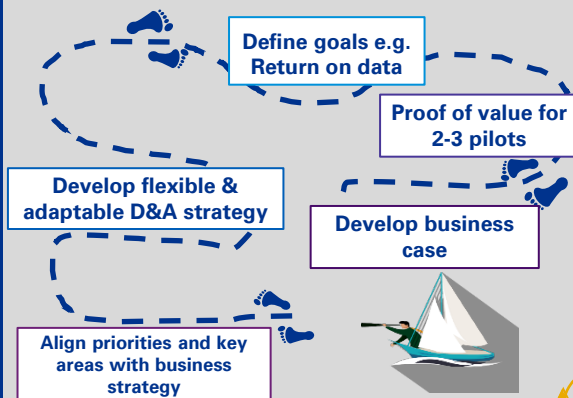 Define goals e.g.
Return on data
Proof of value for
2-3 pilots
Develop flexible &
adaptable D&A strategy
Develop business
case
Align priorities and key
areas with business
strategy